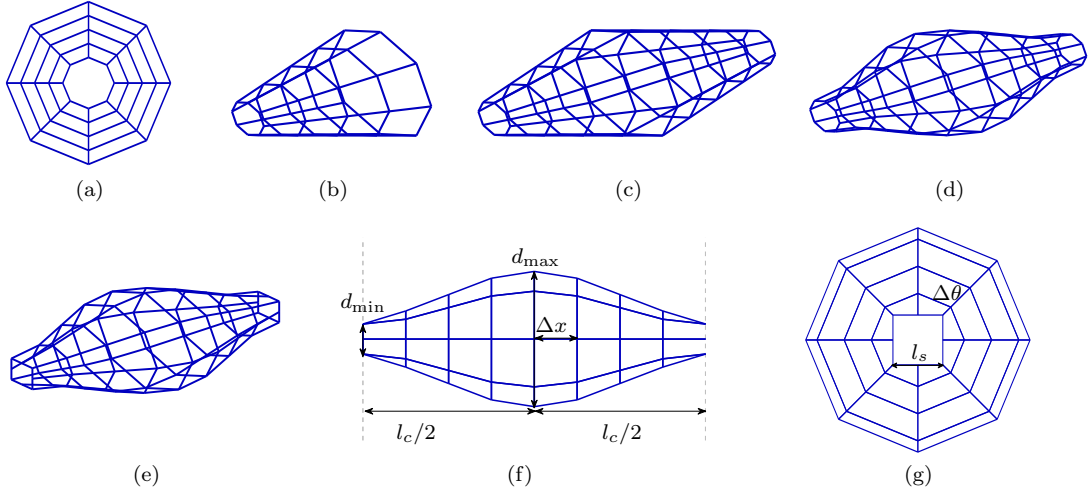 (a)
(b)
(c)
(d)
d_max
d_min
Δx
l_c/2
l_c/2
Δθ
l_s
(e)
(f)
(g)